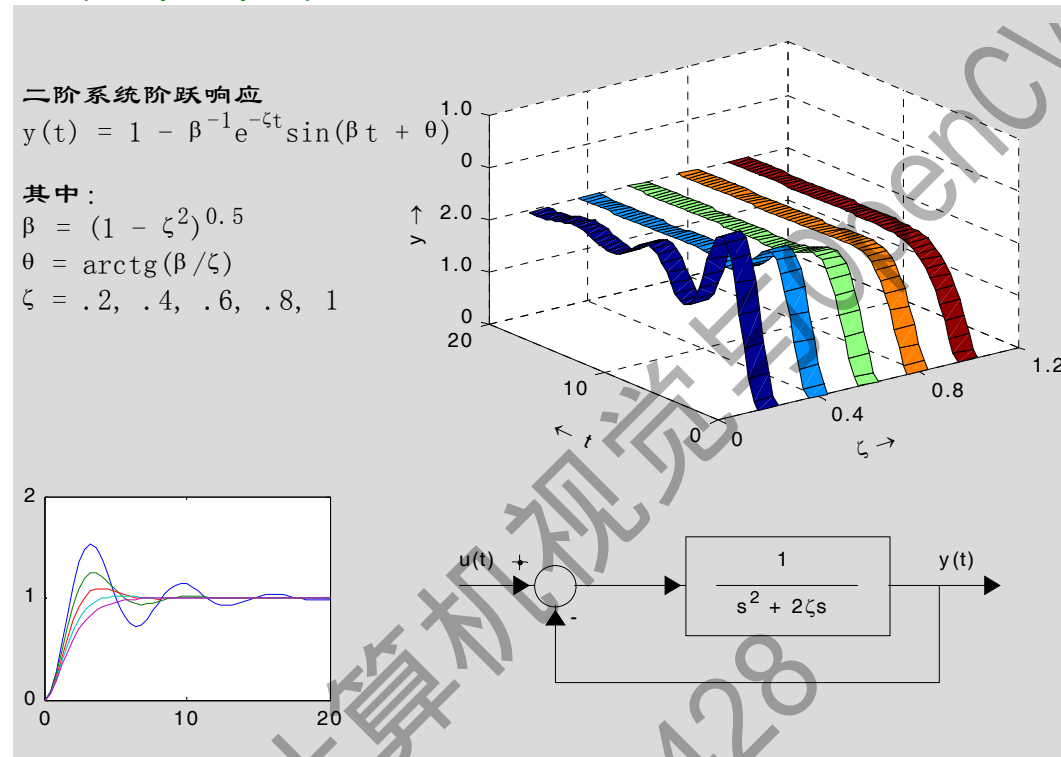 二阶系统阶跃响应
y(t) = 1 - β⁻¹e^{-ζt}sin(βt + θ)
其中:
β = (1 - ζ²)^{0.5}
θ = arctg(β/ζ)
ζ = .2, .4, .6, .8, 1
1.0
0
2.0
1.0
0
y →
20
10
0
← t
0
0.4
0.8
1.2
ζ →
2
1
0
0
10
20
u(t)
+
-
1
s² + 2ζs
y(t)
计算机视觉与OpenCV
428